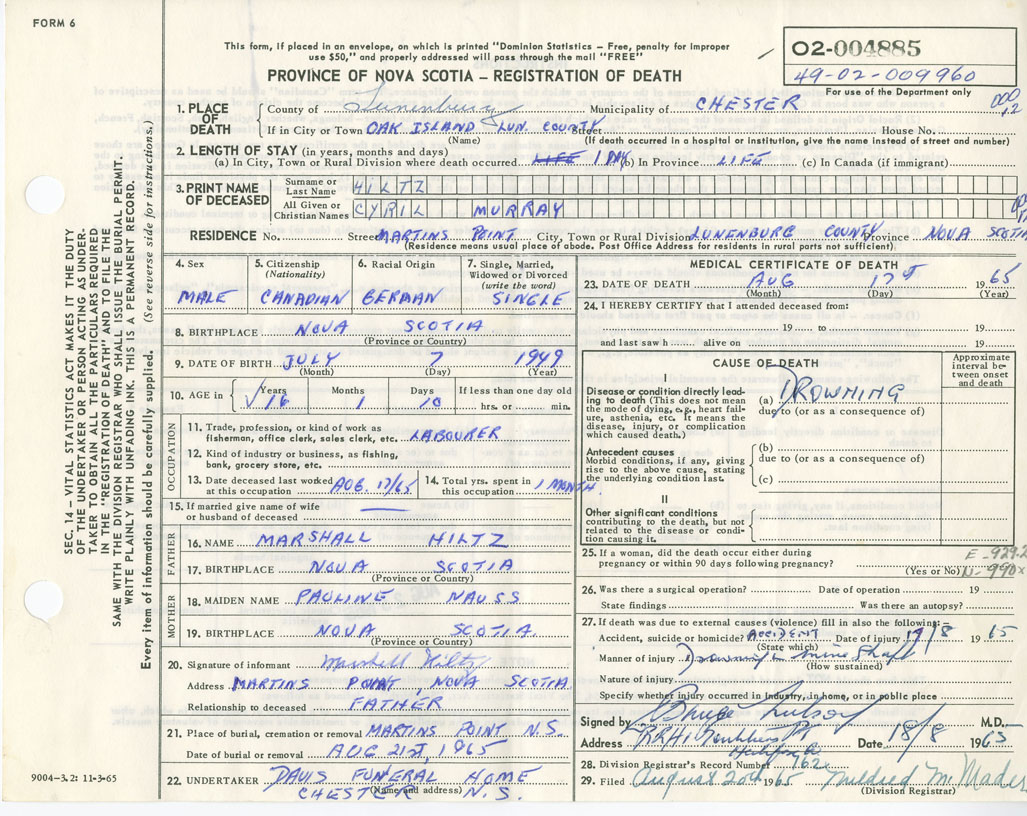 FORM 6
This form, if placed in an envelope, on which is printed "Dominion Statistics – Free, penalty for improper
use $50," and properly addressed will pass through the mail "FREE"
02-004885
49-02-009960
For use of the Department only
PROVINCE OF NOVA SCOTIA – REGISTRATION OF DEATH
1. PLACE OF DEATH
County of Lunenburg Municipality of CHESTER
If in City or Town OAK ISLAND LUN. COUNTY Street House No.
(Name) (If death occurred in a hospital or institution, give the name instead of street and number)
2. LENGTH OF STAY (in years, months and days)
(a) In City, Town or Rural Division where death occurred LIFE 1 DAY (b) In Province LIFE (c) In Canada (if immigrant)
3. PRINT NAME OF DECEASED
Surname or Last Name HILTZ
All Given or Christian Names CYRIL MURRAY
RESIDENCE No. Street MARTINS POINT City, Town or Rural Division LUNENBURG COUNTY Province NOVA SCOTIA
(Residence means usual place of abode. Post Office Address for residents in rural parts not sufficient)
4. Sex MALE
5. Citizenship (Nationality) CANADIAN
6. Racial Origin GERMAN
7. Single, Married, Widowed or Divorced (write the word) SINGLE
8. BIRTHPLACE NOVA SCOTIA
(Province or Country)
9. DATE OF BIRTH JULY 7 1949
(Month) (Day) (Year)
10. AGE in Years 16 Months 1 Days 10 If less than one day old hrs. or min.
OCCUPATION
11. Trade, profession, or kind of work as fisherman, office clerk, sales clerk, etc. LABOURER
12. Kind of industry or business, as fishing, bank, grocery store, etc.
13. Date deceased last worked at this occupation AUG. 17/65
14. Total yrs. spent in this occupation 1 MONTH
15. If married give name of wife or husband of deceased
FATHER
16. NAME MARSHALL HILTZ
17. BIRTHPLACE NOVA SCOTIA
(Province or Country)
MOTHER
18. MAIDEN NAME PAULINE NAUSS
19. BIRTHPLACE NOVA SCOTIA.
(Province or Country)
20. Signature of informant Marshall Hiltz
Address MARTINS POINT, NOVA SCOTIA
Relationship to deceased FATHER
21. Place of burial, cremation or removal MARTINS POINT N.S.
Date of burial or removal AUG 21ST, 1965
22. UNDERTAKER DAVIS FUNERAL HOME
CHESTER N.S.
(Name and address)
MEDICAL CERTIFICATE OF DEATH
23. DATE OF DEATH AUG 17 1965
(Month) (Day) (Year)
24. I HEREBY CERTIFY that I attended deceased from:
19 to 19
and last saw h alive on 19
CAUSE OF DEATH
Approximate interval between onset and death
I
Disease or condition directly leading to death (This does not mean the mode of dying, e.g., heart failure, asthenia, etc. It means the disease, injury, or complication which caused death.)
(a) DROWNING
due to (or as a consequence of)
Antecedent causes
Morbid conditions, if any, giving rise to the above cause, stating the underlying condition last.
(b)
due to (or as a consequence of)
(c)
II
Other significant conditions
contributing to the death, but not related to the disease or condition causing it.
25. If a woman, did the death occur either during pregnancy or within 90 days following pregnancy?
(Yes or No)
E-929.2
N-990x
26. Was there a surgical operation? Date of operation 19
State findings Was there an autopsy?
27. If death was due to external causes (violence) fill in also the following:–
Accident, suicide or homicide? ACCIDENT Date of injury 17/8 1965
(State which)
Manner of injury Drowning in mine shaft
(How sustained)
Nature of injury
Specify whether injury occurred in industry, in home, or in public place
Signed by M.D.
Address Date 18/8 1965
28. Division Registrar's Record Number 162
29. Filed August 20th 1965 Mildred M. Mader
(Division Registrar)
SEC. 14 – VITAL STATISTICS ACT MAKES IT THE DUTY
OF THE UNDERTAKER OR PERSON ACTING AS UNDER-
TAKER TO OBTAIN ALL THE PARTICULARS REQUIRED
IN THE "REGISTRATION OF DEATH" AND TO FILE THE
SAME WITH THE DIVISION REGISTRAR WHO SHALL ISSUE THE BURIAL PERMIT.
WRITE PLAINLY WITH UNFADING INK. THIS IS A PERMANENT RECORD.
Every item of information should be carefully supplied. (See reverse side for instructions.)
9004–3.2: 11-3-65